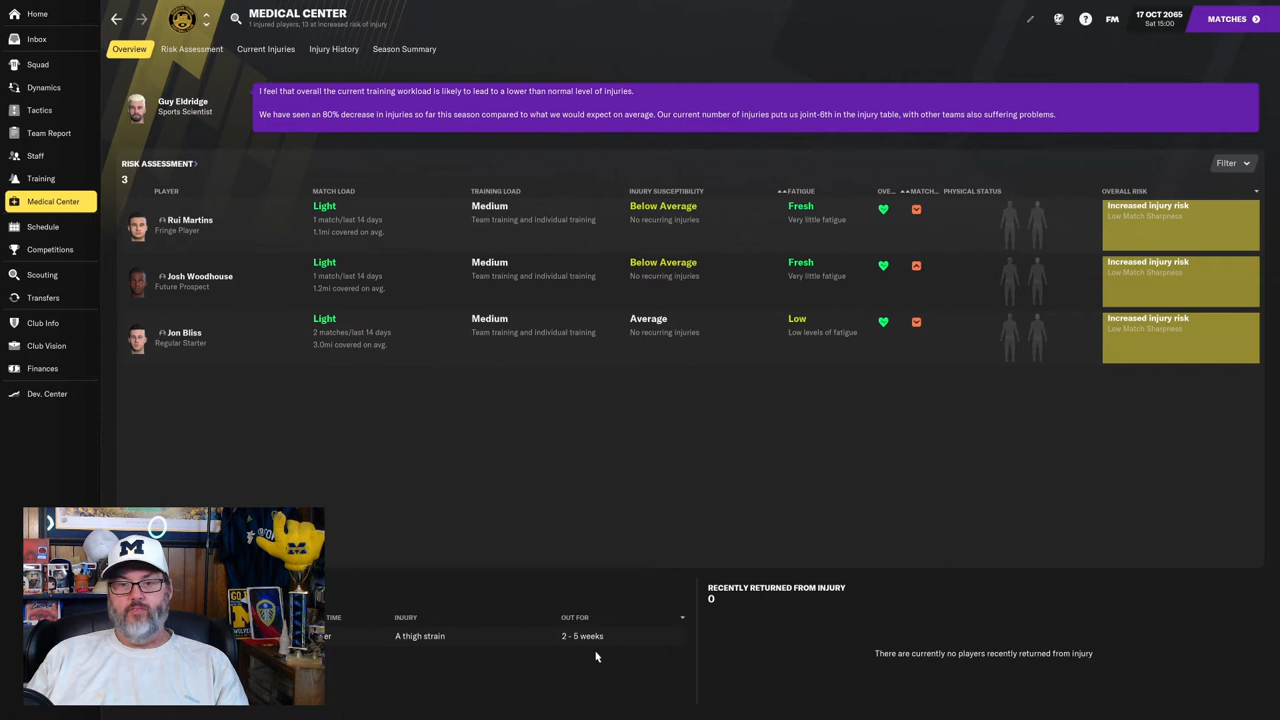 Home
Inbox
Squad
Dynamics
Tactics
Team Report
Staff
Training
Medical Center
Schedule
Competitions
Scouting
Transfers
Club Info
Club Vision
Finances
Dev. Center
MEDICAL CENTER
1 injured players, 13 at increased risk of injury
FM
17 OCT 2065
Sat 15:00
MATCHES
Overview
Risk Assessment
Current Injuries
Injury History
Season Summary
Guy Eldridge
Sports Scientist
I feel that overall the current training workload is likely to lead to a lower than normal level of injuries.
We have seen an 80% decrease in injuries so far this season compared to what we would expect on average. Our current number of injuries puts us joint-6th in the injury table, with other teams also suffering problems.
RISK ASSESSMENT
3
Filter
PLAYER MATCH LOAD TRAINING LOAD INJURY SUSCEPTIBILITY FATIGUE OVE... MATCH... PHYSICAL STATUS OVERALL RISK
Rui Martins
Fringe Player
Light
1 match/last 14 days
1.1mi covered on avg.
Medium
Team training and individual training
Below Average
No recurring injuries
Fresh
Very little fatigue
Increased injury risk
Low Match Sharpness
Josh Woodhouse
Future Prospect
Light
1 match/last 14 days
1.2mi covered on avg.
Medium
Team training and individual training
Below Average
No recurring injuries
Fresh
Very little fatigue
Increased injury risk
Low Match Sharpness
Jon Bliss
Regular Starter
Light
2 matches/last 14 days
3.0mi covered on avg.
Medium
Team training and individual training
Average
No recurring injuries
Low
Low levels of fatigue
Increased injury risk
Low Match Sharpness
TIME INJURY OUT FOR
er A thigh strain 2 - 5 weeks
RECENTLY RETURNED FROM INJURY
0
There are currently no players recently returned from injury
M
M